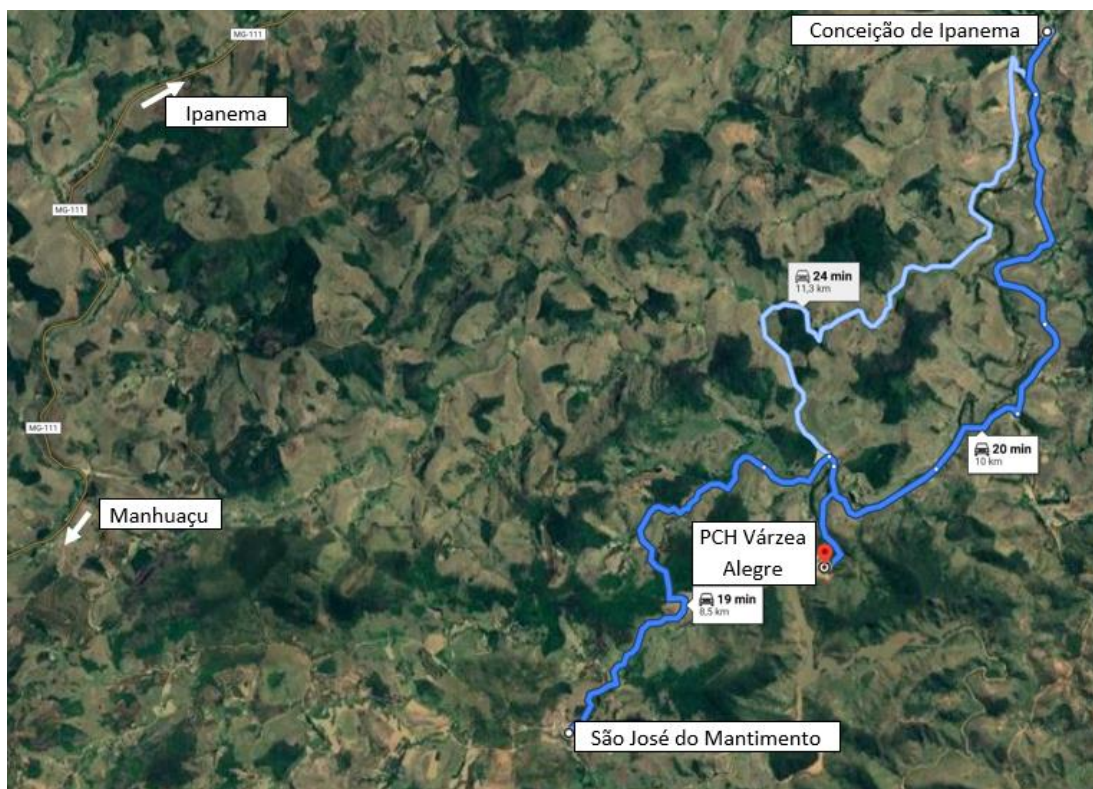 Conceição de Ipanema
MG-111
Ipanema
MG-111
24 min
11,3 km
MG-111
20 min
10 km
Manhuaçu
PCH Várzea
Alegre
19 min
8,5 km
São José do Mantimento